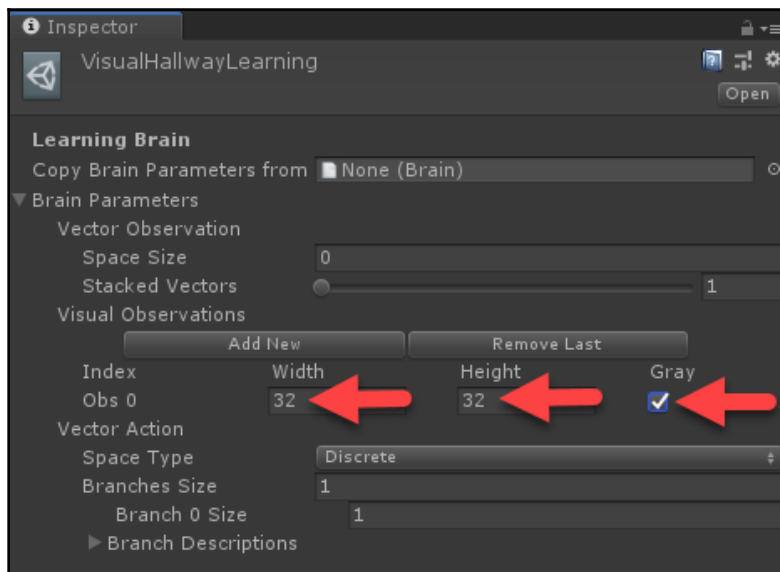 Inspector
VisualHallwayLearning
Open
Learning Brain
Copy Brain Parameters from None (Brain)
Brain Parameters
Vector Observation
Space Size 0
Stacked Vectors 1
Visual Observations
Add New Remove Last
Index Width Height Gray
Obs 0 32 32
Vector Action
Space Type Discrete
Branches Size 1
Branch 0 Size 1
Branch Descriptions